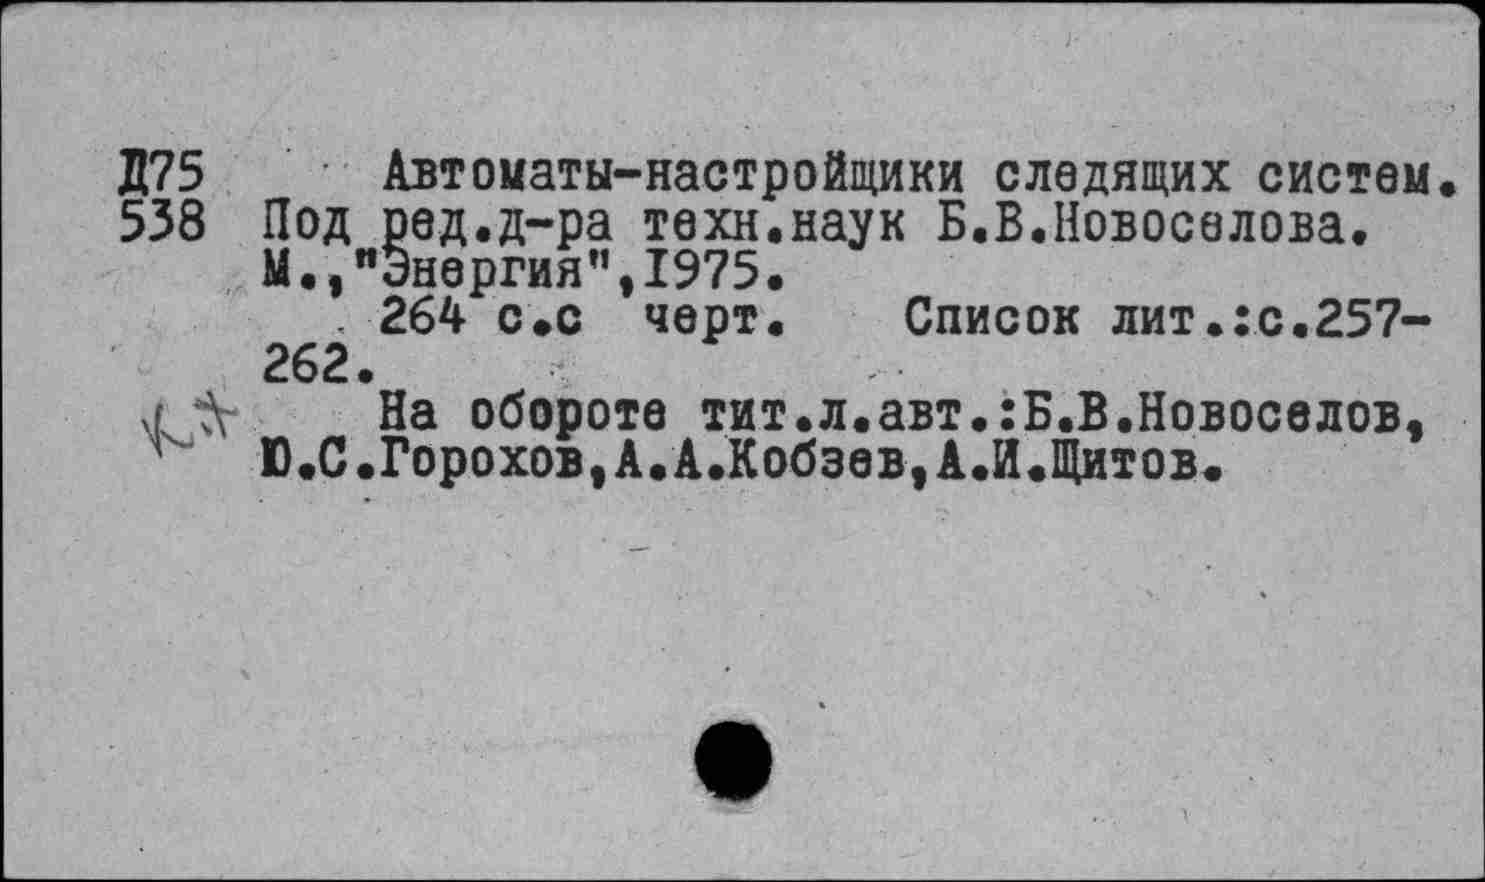 Д75 Автоматы-настройщики следящих систем.
538 Под ред.д-ра техн.наук Б.В.Новоселова.
М.,"Энергия",1975.
264 с.с черт. Список лит.:с.257-
262.
На обороте тит.л.авт.:Б.В.Новоселов,
Ю.С.Горохов,А.А.Кобзев,А.И.Щитов.